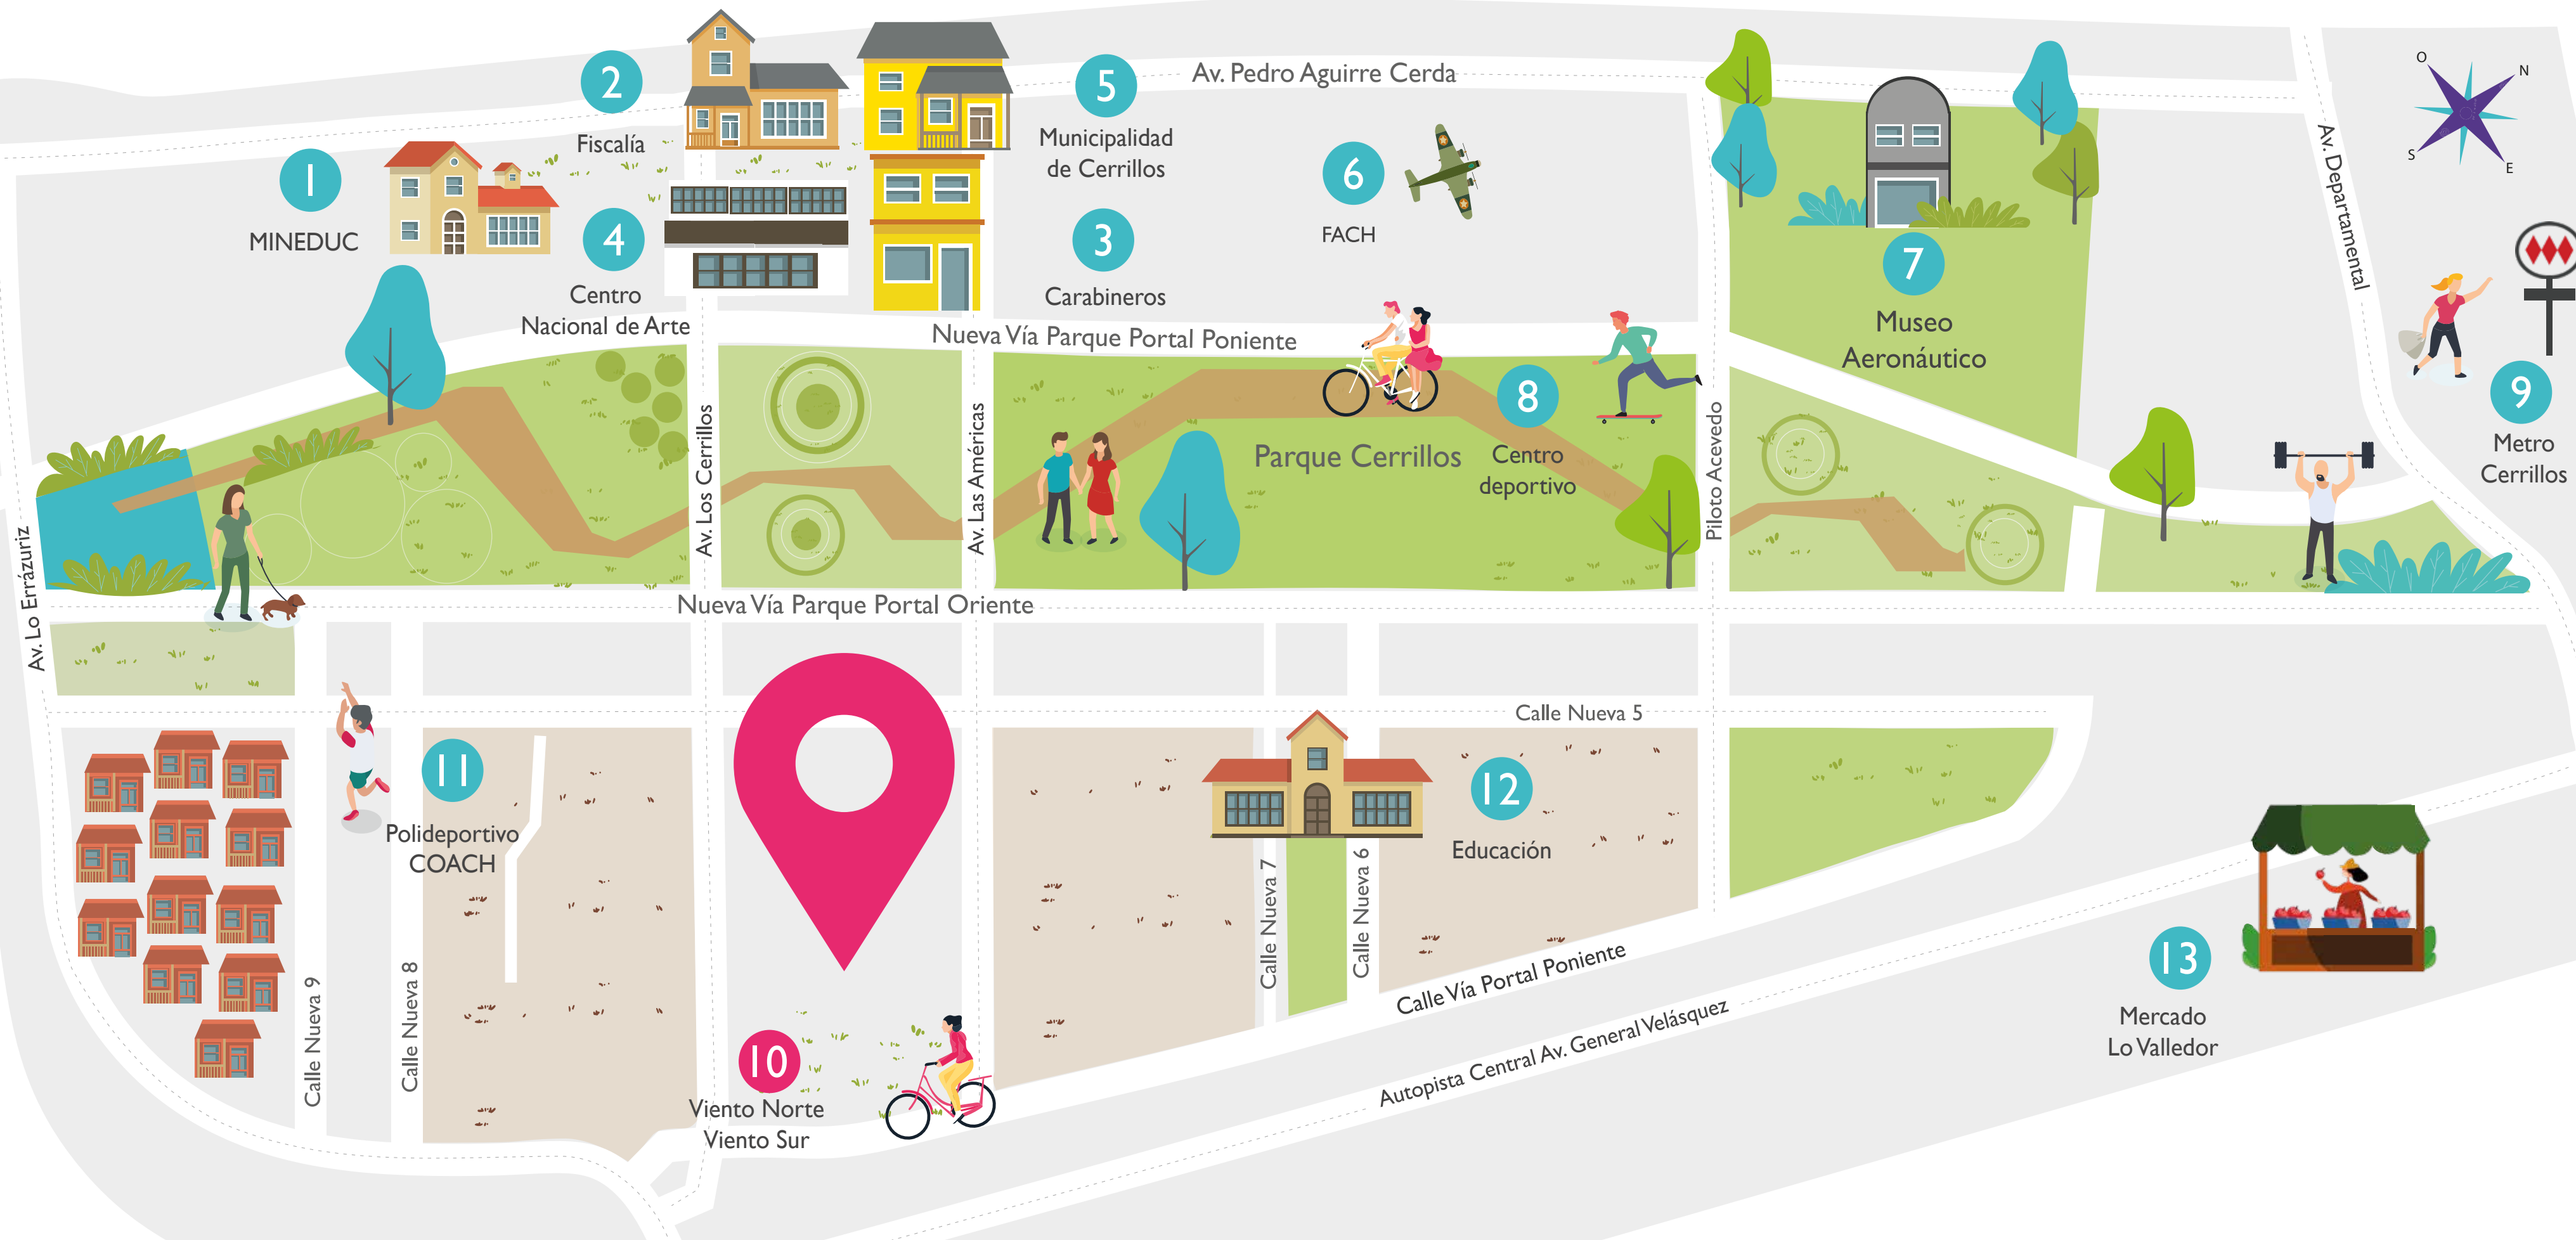 Av. Pedro Aguirre Cerda
O
N
S
E
1
MINEDUC
2
Fiscalía
5
Municipalidad
de Cerrillos
4
Centro
Nacional de Arte
3
Carabineros
6
FACH
7
Museo
Aeronáutico
Av. Departamental
9
Metro
Cerrillos
Nueva Vía Parque Portal Poniente
Av. Los Cerrillos
Av. Las Américas
Parque Cerrillos
8
Centro
deportivo
Piloto Acevedo
Av. Lo Errázuriz
Nueva Vía Parque Portal Oriente
Calle Nueva 5
11
Polideportivo
COACH
12
Educación
Calle Nueva 9
Calle Nueva 8
Calle Nueva 7
Calle Nueva 6
10
Viento Norte
Viento Sur
Calle Vía Portal Poniente
Autopista Central Av. General Velásquez
13
Mercado
Lo Valledor